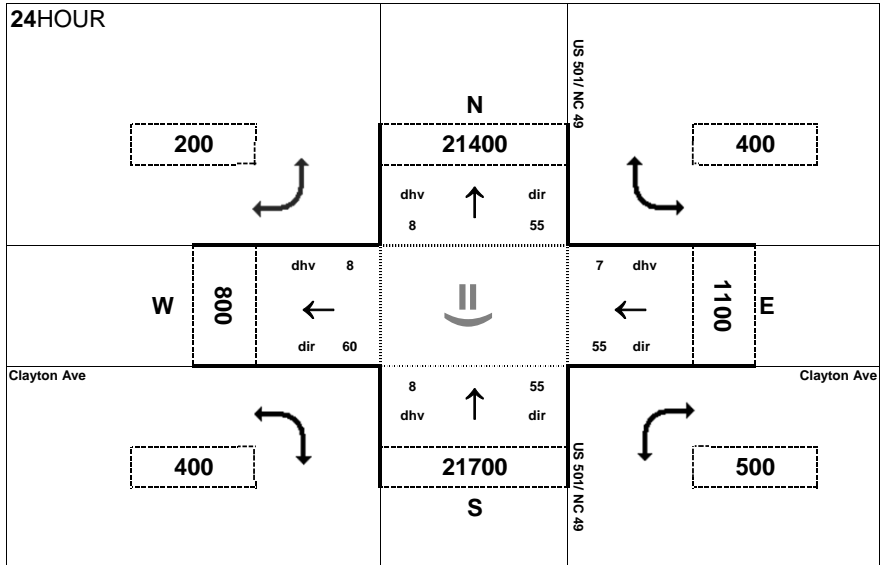 24HOUR
US 501/ NC 49
N
200
21400
400
dhv
dir
8
55
dhv 8
7 dhv
W
800
1100
E
dir 60
55 dir
Clayton Ave
Clayton Ave
8
55
dhv
dir
400
21700
500
US 501/ NC 49
S